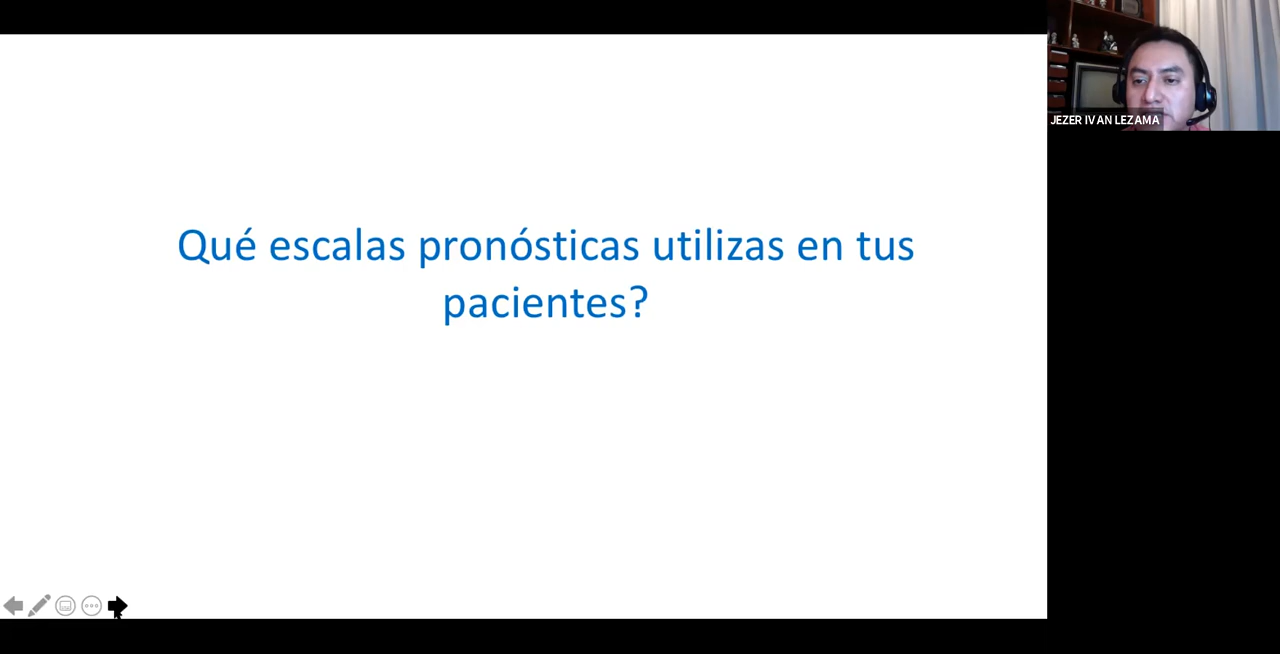 Qué escalas pronósticas utilizas en tus
pacientes?
JEZER IVAN LEZAMA